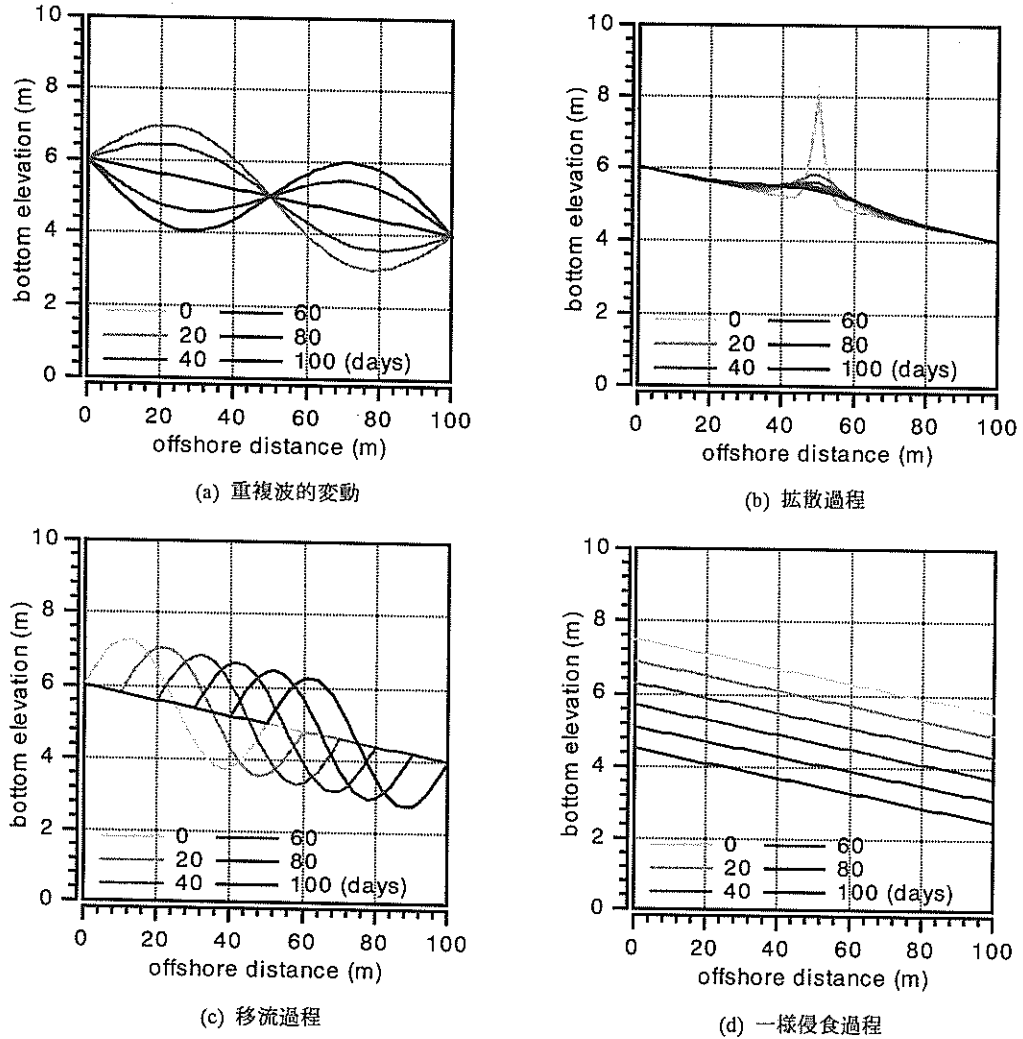 10
8
6
4
2
0
bottom elevation (m)
0 60
20 80
40 100 (days)
0 20 40 60 80 100
offshore distance (m)
(a) 重複波的変動
10
8
6
4
2
0
bottom elevation (m)
0 60
20 80
40 100 (days)
0 20 40 60 80 100
offshore distance (m)
(b) 拡散過程
10
8
6
4
2
0
bottom elevation (m)
0 60
20 80
40 100 (days)
0 20 40 60 80 100
offshore distance (m)
(c) 移流過程
10
8
6
4
2
0
bottom elevation (m)
0 60
20 80
40 100 (days)
0 20 40 60 80 100
offshore distance (m)
(d) 一様侵食過程